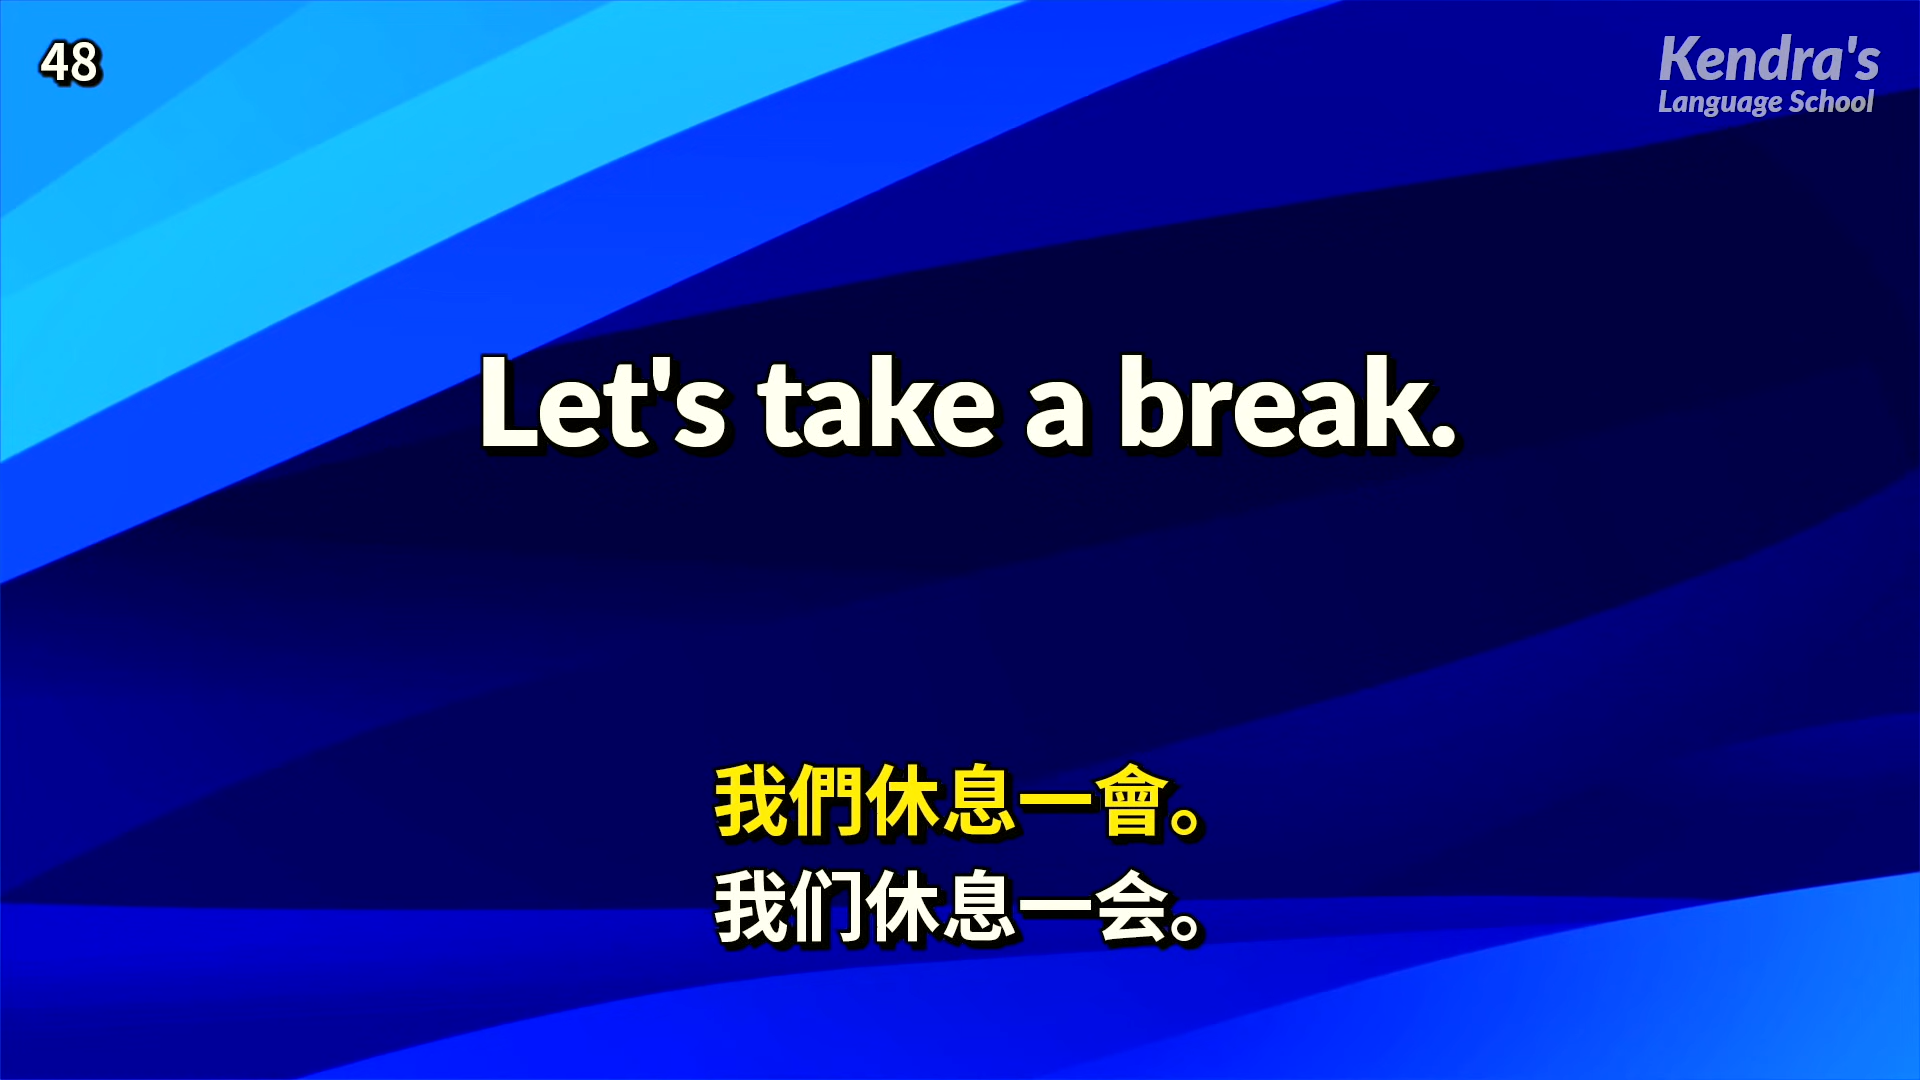 48
Kendra's
Language School
Let's take a break.
我們休息一會。
我们休息一会。